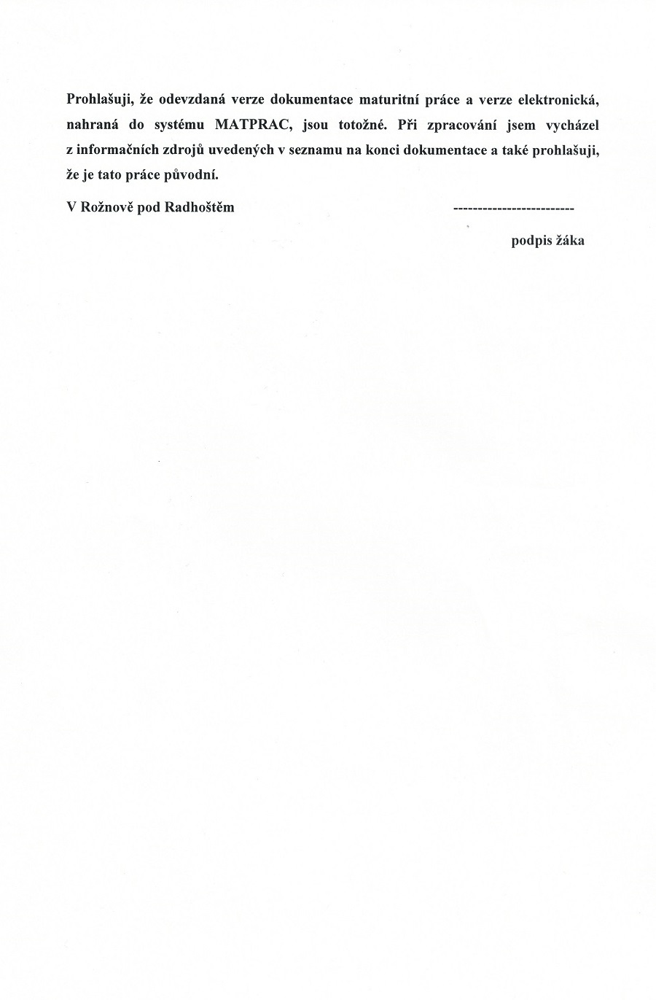 Prohlašuji, že odevzdaná verze dokumentace maturitní práce a verze elektronická,
nahraná do systému MATPRAC, jsou totožné. Při zpracování jsem vycházel
z informačních zdrojů uvedených v seznamu na konci dokumentace a také prohlašuji,
že je tato práce původní.
V Rožnově pod Radhoštěm -------------------------
podpis žáka